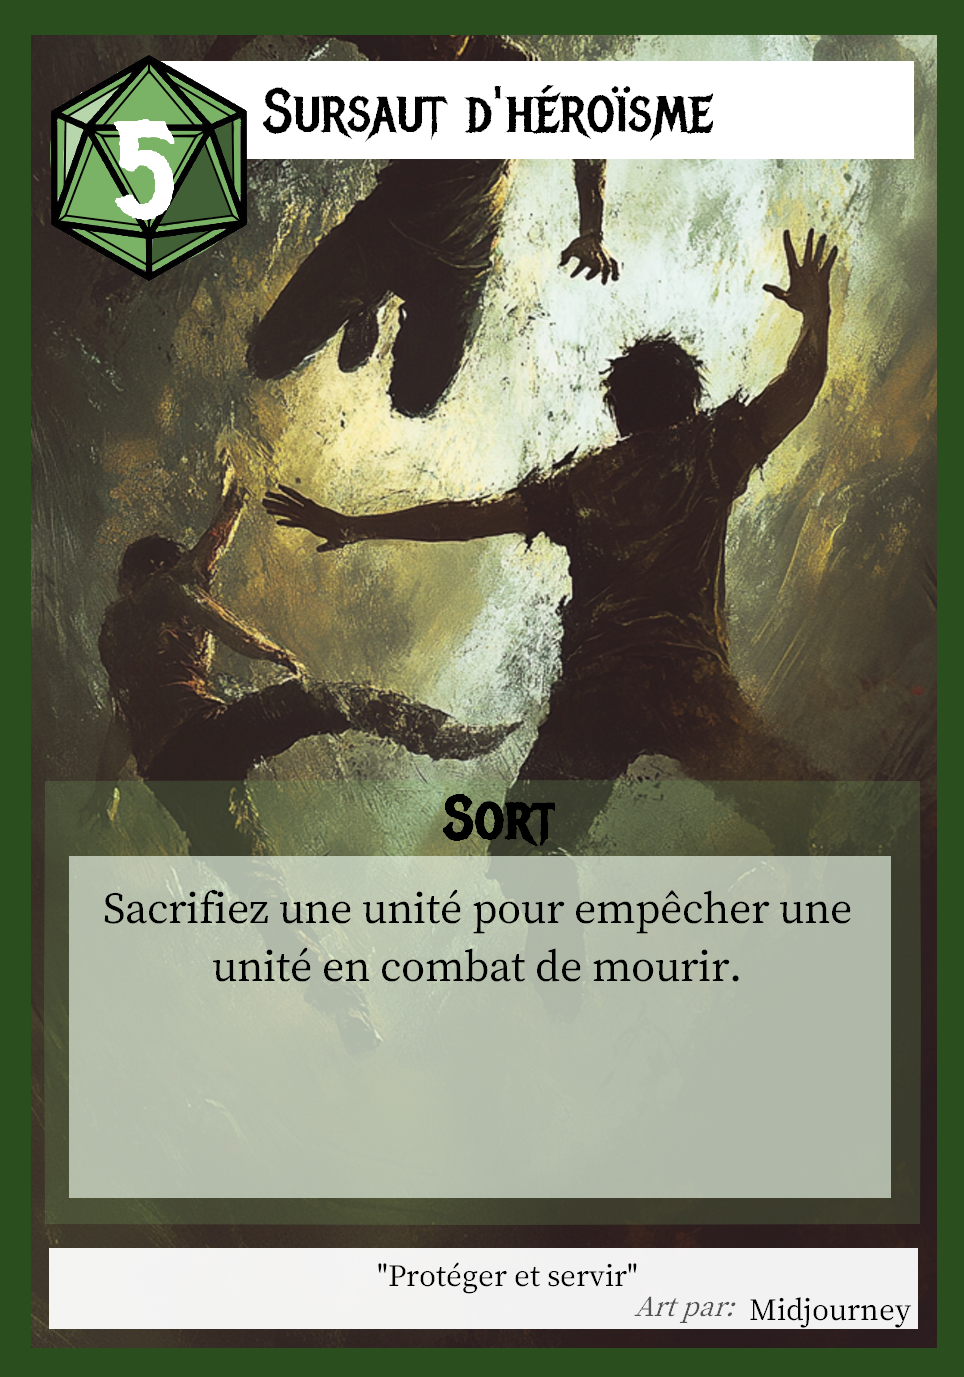 5
Sursaut d'héroïsme
Sort
Sacrifiez une unité pour empêcher une
unité en combat de mourir.
"Protéger et servir"
Art par: Midjourney